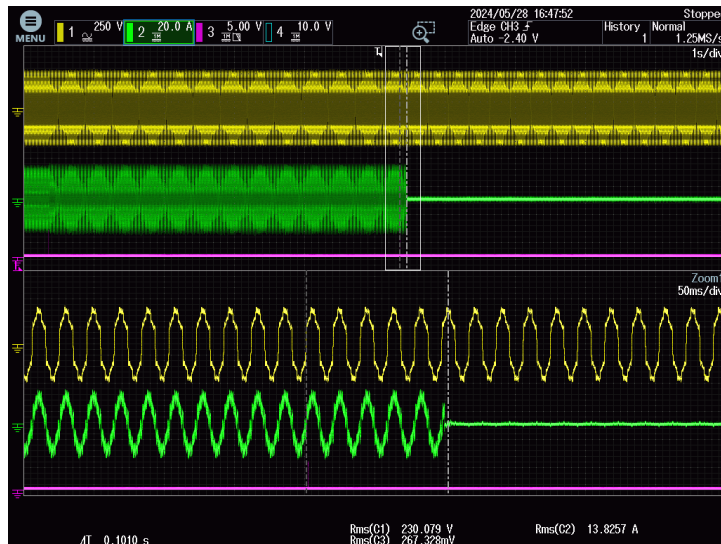 2024/05/28 16:47:52 Stoppe
MENU 1 250 V 2 20.0 A 3 5.00 V 4 10.0 V Edge CH3 History Normal
Auto -2.40 V 1 1.25MS/s
1s/div
Zoom1
50ms/div
Rms(C1) 230.079 V Rms(C2) 13.8257 A
Rms(C3) 267.328mV
ΔT 0.1010 s